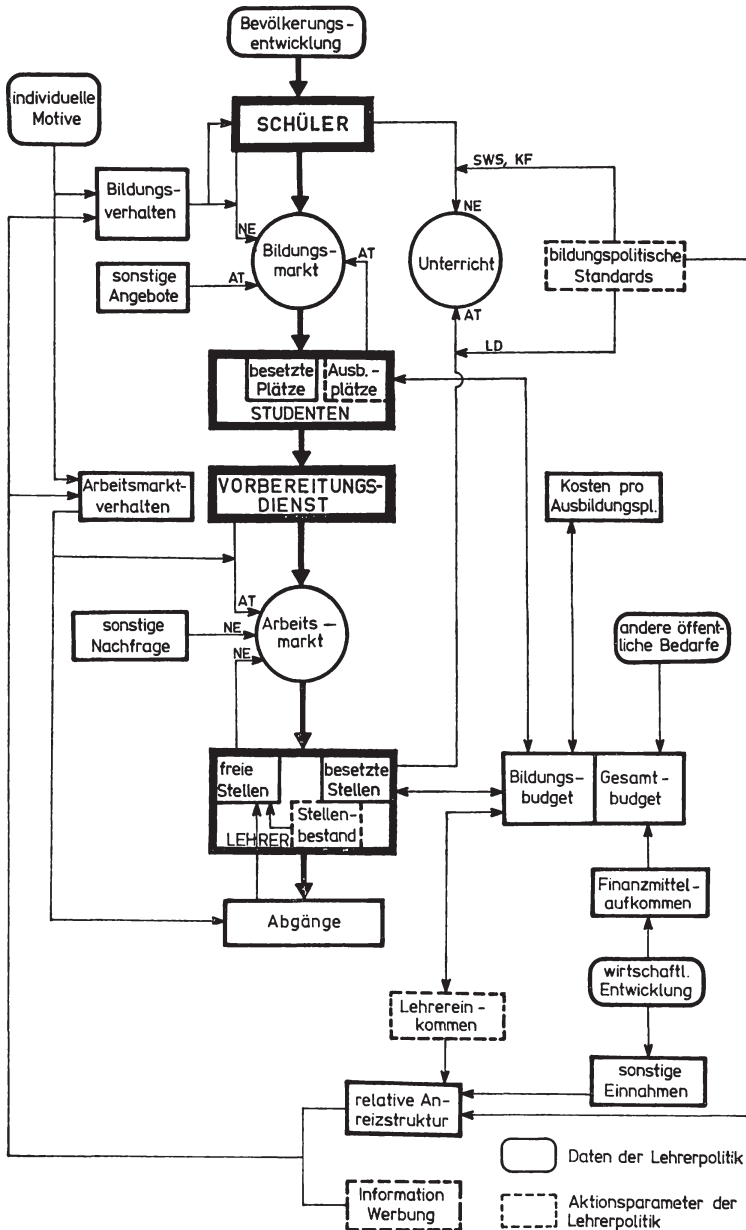 Bevölkerungs-
entwicklung
individuelle
Motive
SCHÜLER
SWS, KF
Bildungs-
verhalten
NE
NE
Bildungs-
markt
AT
Unterricht
bildungspolitische
Standards
sonstige
Angebote
AT
AT
LD
besetzte
Plätze
Ausb.-
plätze
STUDENTEN
VORBEREITUNGS-
DIENST
Arbeitsmarkt-
verhalten
Kosten pro
Ausbildungspl.
AT
sonstige
Nachfrage
NE
Arbeits-
markt
NE
andere öffent-
liche Bedarfe
freie
Stellen
besetzte
Stellen
Stellen-
bestand
LEHRER
Bildungs-
budget
Gesamt-
budget
Abgänge
Finanzmittel-
aufkommen
wirtschaftl.
Entwicklung
Lehrerein-
kommen
sonstige
Einnahmen
relative An-
reizstruktur
Daten der Lehrerpolitik
Information
Werbung
Aktionsparameter der
Lehrerpolitik